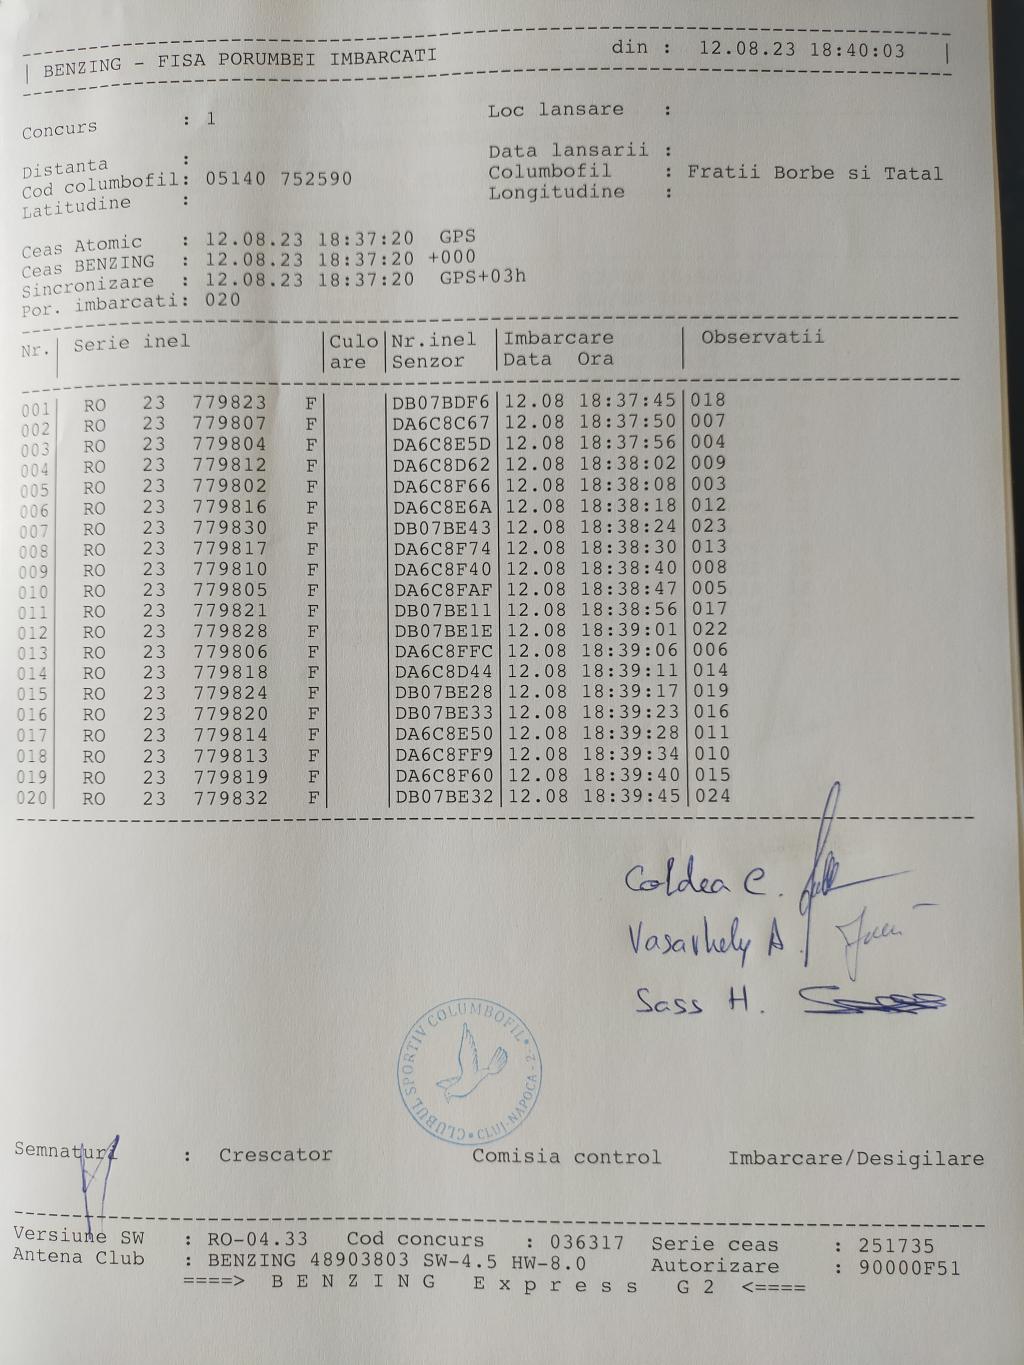 BENZING - FISA PORUMBEI IMBARCATI din : 12.08.23 18:40:03
Concurs : 1 Loc lansare :
Distanta : Data lansarii :
Cod columbofil: 05140 752590 Columbofil : Fratii Borbe si Tatal
Latitudine : Longitudine :
Ceas Atomic : 12.08.23 18:37:20 GPS
Ceas BENZING : 12.08.23 18:37:20 +000
Sincronizare : 12.08.23 18:37:20 GPS+03h
Por. imbarcati: 020
Nr.| Serie inel |Culo|Nr.inel |Imbarcare | Observatii
| |are |Senzor |Data Ora |
001| RO 23 779823 F| |DB07BDF6|12.08 18:37:45|018
002| RO 23 779807 F| |DA6C8C67|12.08 18:37:50|007
003| RO 23 779804 F| |DA6C8E5D|12.08 18:37:56|004
004| RO 23 779812 F| |DA6C8D62|12.08 18:38:02|009
005| RO 23 779802 F| |DA6C8F66|12.08 18:38:08|003
006| RO 23 779816 F| |DA6C8E6A|12.08 18:38:18|012
007| RO 23 779830 F| |DB07BE43|12.08 18:38:24|023
008| RO 23 779817 F| |DA6C8F74|12.08 18:38:30|013
009| RO 23 779810 F| |DA6C8F40|12.08 18:38:40|008
010| RO 23 779805 F| |DA6C8FAF|12.08 18:38:47|005
011| RO 23 779821 F| |DB07BE11|12.08 18:38:56|017
012| RO 23 779828 F| |DB07BE1E|12.08 18:39:01|022
013| RO 23 779806 F| |DA6C8FFC|12.08 18:39:06|006
014| RO 23 779818 F| |DA6C8D44|12.08 18:39:11|014
015| RO 23 779824 F| |DB07BE28|12.08 18:39:17|019
016| RO 23 779820 F| |DB07BE33|12.08 18:39:23|016
017| RO 23 779814 F| |DA6C8E50|12.08 18:39:28|011
018| RO 23 779813 F| |DA6C8FF9|12.08 18:39:34|010
019| RO 23 779819 F| |DA6C8F60|12.08 18:39:40|015
020| RO 23 779832 F| |DB07BE32|12.08 18:39:45|024
Coldea C.
Vasarhely A.
Sass H.
CLUBUL SPORTIV COLUMBOFIL • CLUJ-NAPOCA - 2 •
Semnaturi : Crescator Comisia control Imbarcare/Desigilare
Versiune SW : RO-04.33 Cod concurs : 036317 Serie ceas : 251735
Antena Club : BENZING 48903803 SW-4.5 HW-8.0 Autorizare : 90000F51
====> B E N Z I N G E x p r e s s G 2 <====